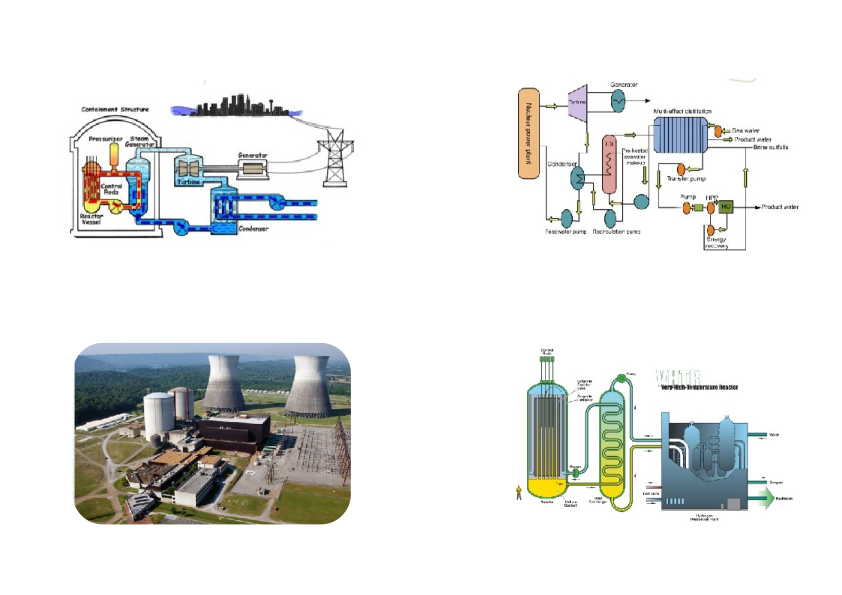 Containment Structure
Pressurizer
Steam
Generator
Control
Rods
Reactor
Vessel
Turbine
Generator
Condenser
Nuclear power plant
Turbine
Generator
Multi-effect distillation
Sea water
Product water
Brine outfalls
Condenser
Pre-heated
seawater
makeup
Transfer pump
Pump
HPP
RO
Product water
Energy
recovery
Feedwater pump
Recirculation pump
VHTR
Very-High-Temperature Reactor
Control
Rods
Graphite
Reactor
Core
Graphite
Reflector
Pump
Blower
Reactor
Helium
Coolant
Heat
Exchanger
Heat Sink
Water
Oxygen
Hydrogen
Hydrogen
Production Plant